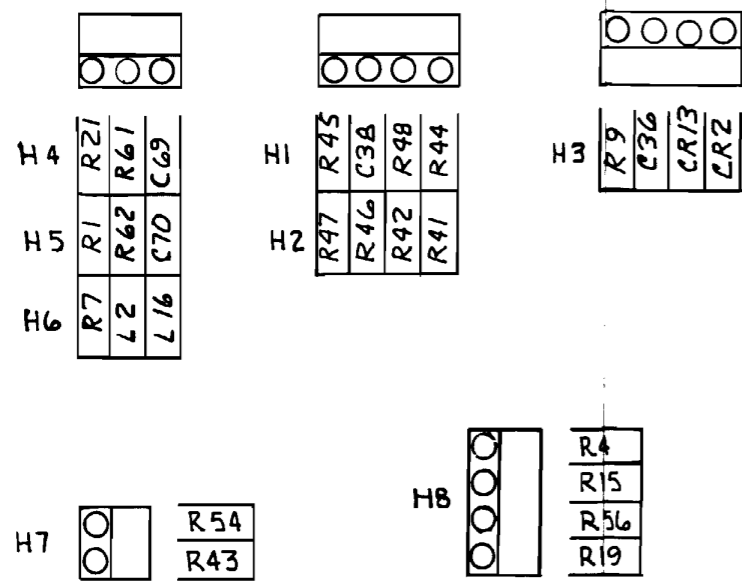 H4 R21 R61 C69
H5 R1 R62 C70
H6 R7 L2 L16
H1 R45 C38 R48 R44
H2 R47 R46 R42 R41
H3 R9 C36 CR13 CR2
H7 R54
R43
H8 R4
R15
R56
R19